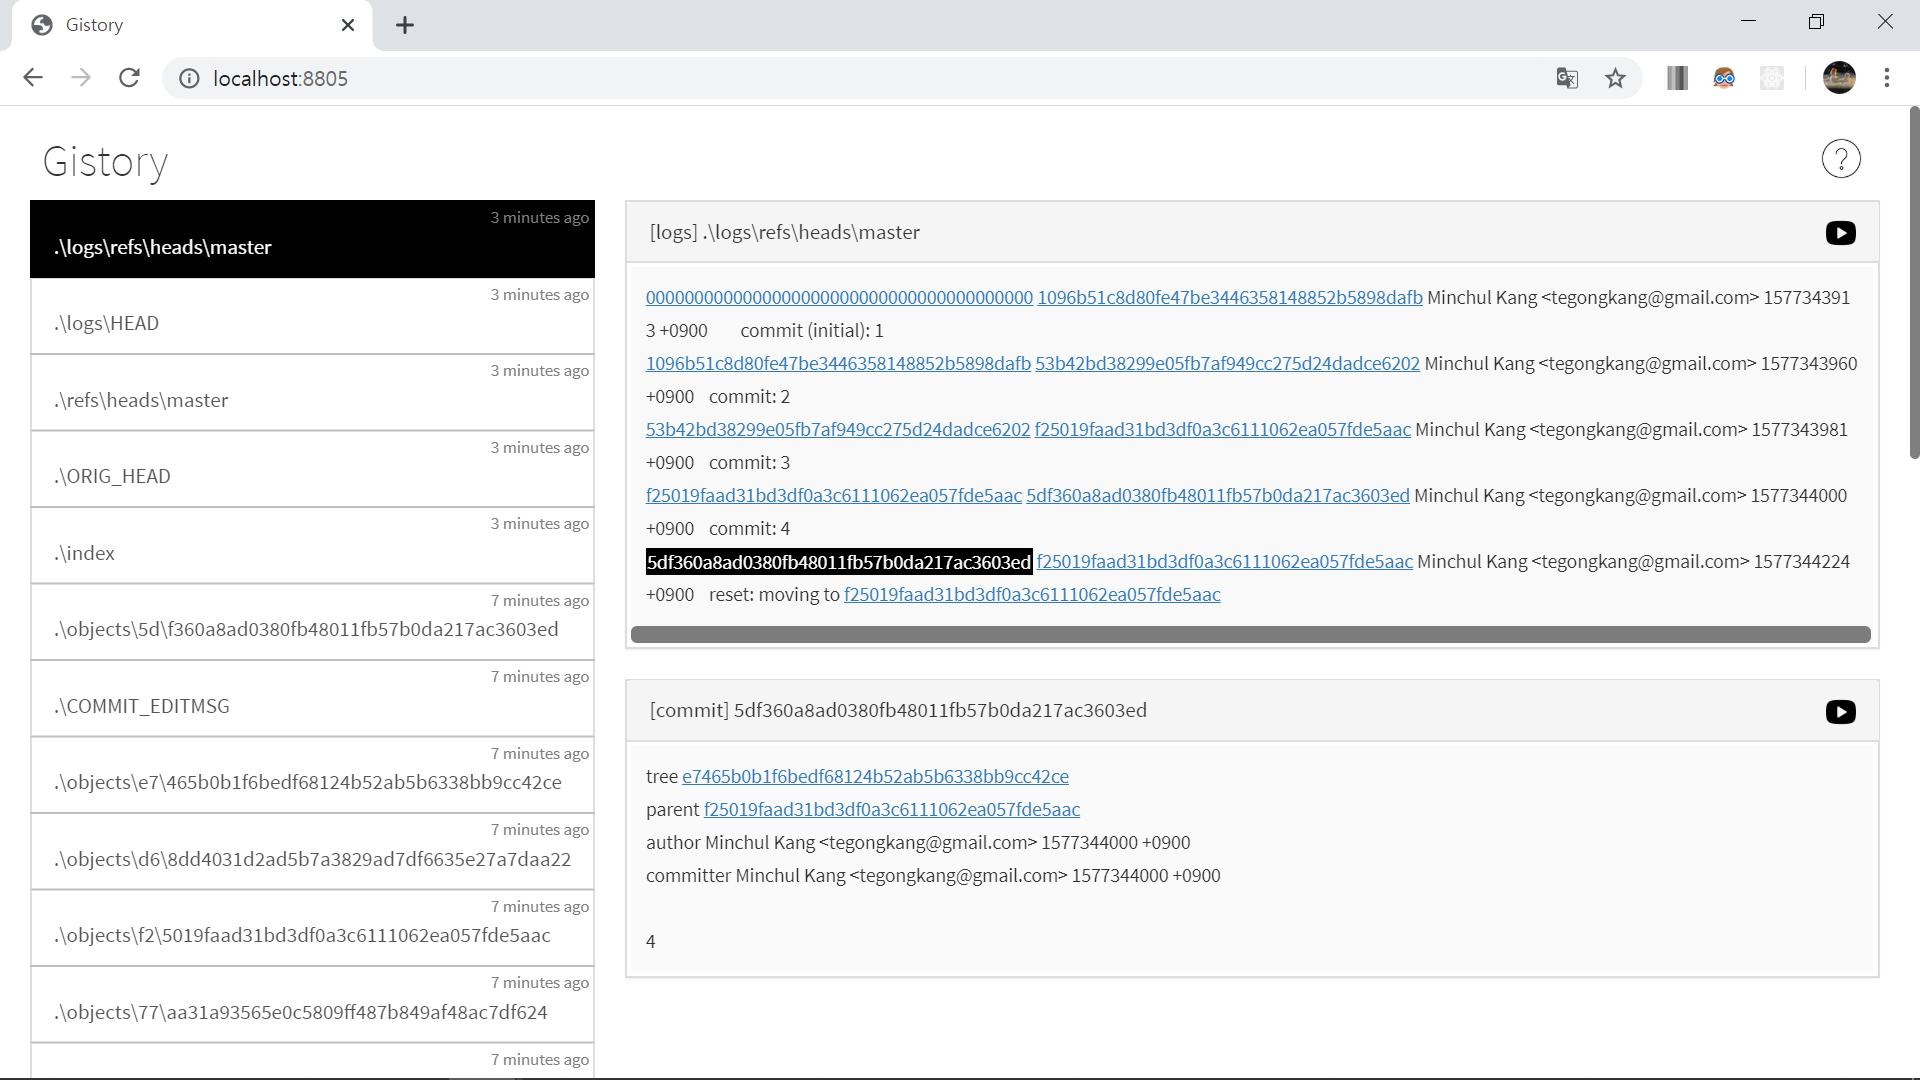 Gistory
localhost:8805
Gistory
?
3 minutes ago
.\logs\refs\heads\master
3 minutes ago
.\logs\HEAD
3 minutes ago
.\refs\heads\master
3 minutes ago
.\ORIG_HEAD
3 minutes ago
.\index
7 minutes ago
.\objects\5d\f360a8ad0380fb48011fb57b0da217ac3603ed
7 minutes ago
.\COMMIT_EDITMSG
7 minutes ago
.\objects\e7\465b0b1f6bedf68124b52ab5b6338bb9cc42ce
7 minutes ago
.\objects\d6\8dd4031d2ad5b7a3829ad7df6635e27a7daa22
7 minutes ago
.\objects\f2\5019faad31bd3df0a3c6111062ea057fde5aac
7 minutes ago
.\objects\77\aa31a93565e0c5809ff487b849af48ac7df624
7 minutes ago
[logs] .\logs\refs\heads\master
0000000000000000000000000000000000000000 1096b51c8d80fe47be3446358148852b5898dafb Minchul Kang <tegongkang@gmail.com> 157734391
3 +0900 commit (initial): 1
1096b51c8d80fe47be3446358148852b5898dafb 53b42bd38299e05fb7af949cc275d24dadce6202 Minchul Kang <tegongkang@gmail.com> 1577343960
+0900 commit: 2
53b42bd38299e05fb7af949cc275d24dadce6202 f25019faad31bd3df0a3c6111062ea057fde5aac Minchul Kang <tegongkang@gmail.com> 1577343981
+0900 commit: 3
f25019faad31bd3df0a3c6111062ea057fde5aac 5df360a8ad0380fb48011fb57b0da217ac3603ed Minchul Kang <tegongkang@gmail.com> 1577344000
+0900 commit: 4
5df360a8ad0380fb48011fb57b0da217ac3603ed f25019faad31bd3df0a3c6111062ea057fde5aac Minchul Kang <tegongkang@gmail.com> 1577344224
+0900 reset: moving to f25019faad31bd3df0a3c6111062ea057fde5aac
[commit] 5df360a8ad0380fb48011fb57b0da217ac3603ed
tree e7465b0b1f6bedf68124b52ab5b6338bb9cc42ce
parent f25019faad31bd3df0a3c6111062ea057fde5aac
author Minchul Kang <tegongkang@gmail.com> 1577344000 +0900
committer Minchul Kang <tegongkang@gmail.com> 1577344000 +0900
4